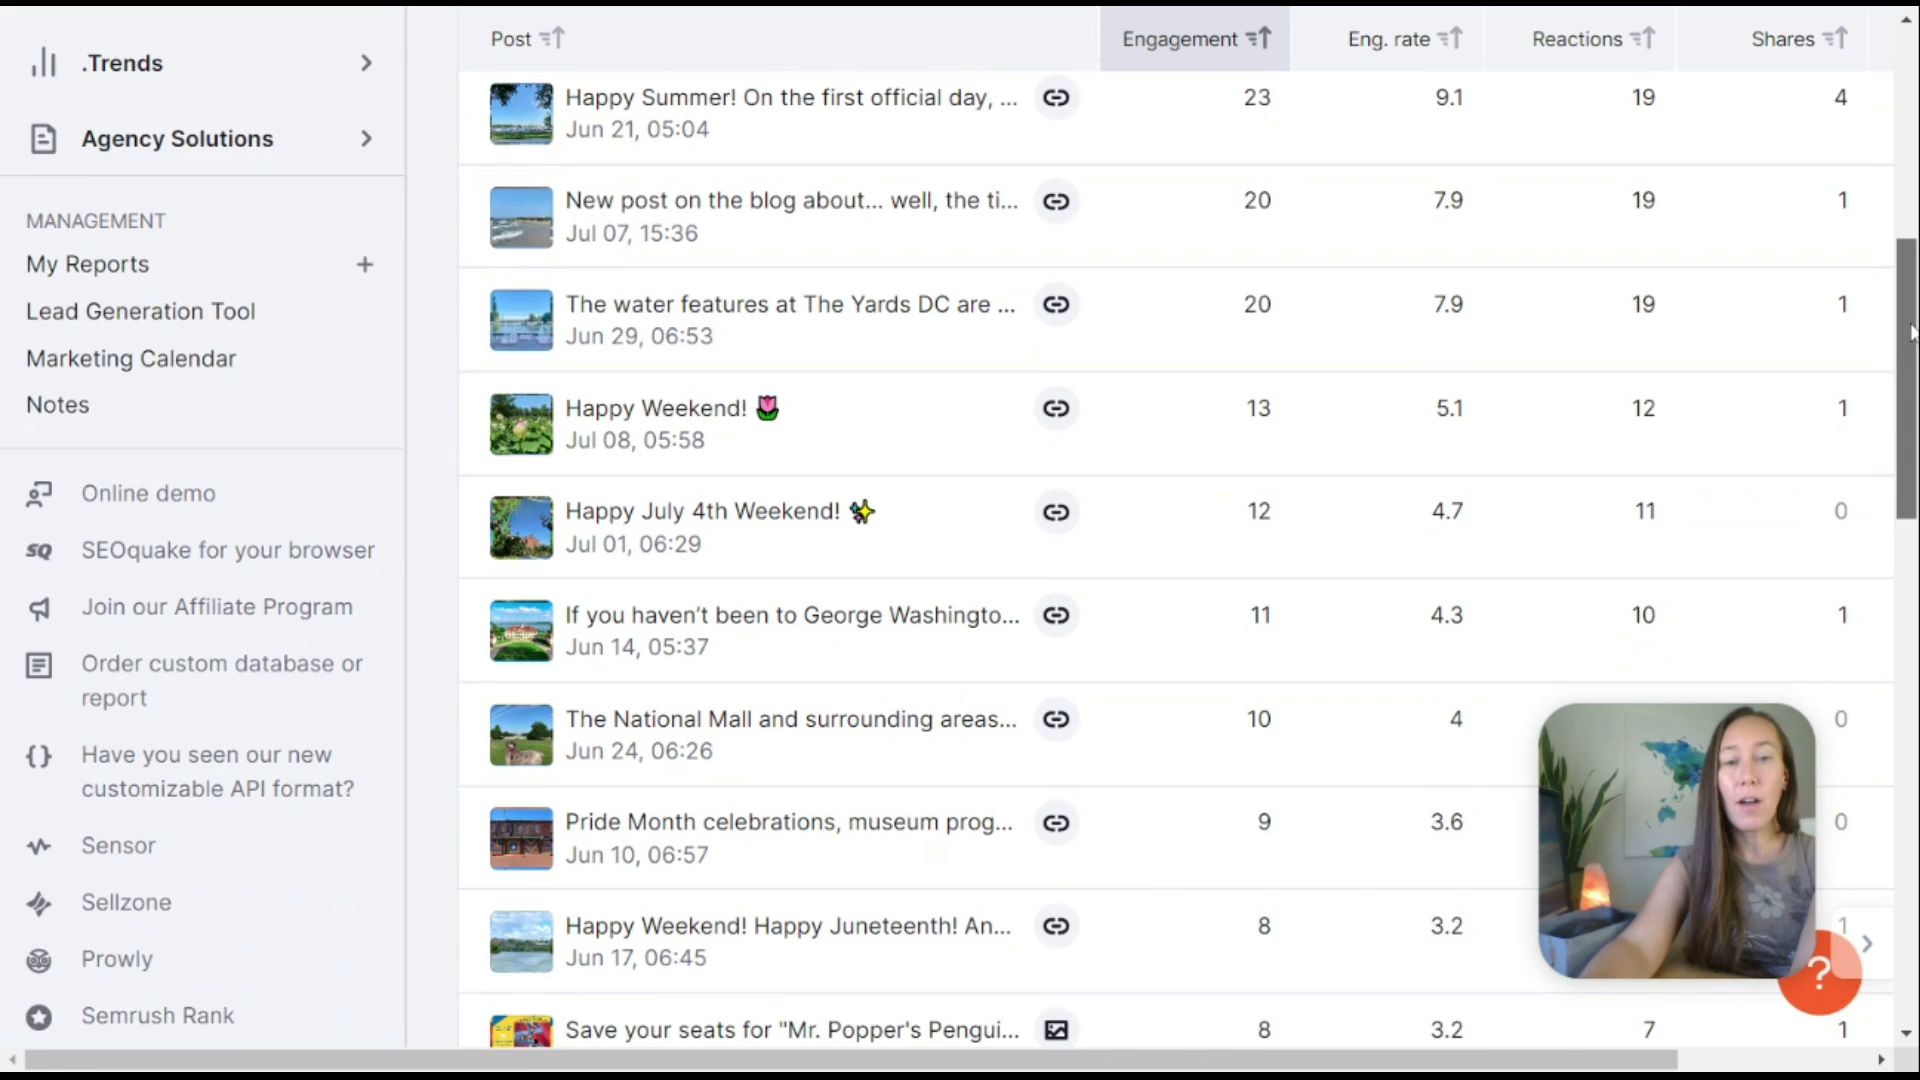 .Trends
Agency Solutions
MANAGEMENT
My Reports
Lead Generation Tool
Marketing Calendar
Notes
Online demo
SQ SEOquake for your browser
Join our Affiliate Program
Order custom database or
report
Have you seen our new
customizable API format?
Sensor
Sellzone
Prowly
Semrush Rank
Post Engagement Eng. rate Reactions Shares
Happy Summer! On the first official day, ... 23 9.1 19 4
Jun 21, 05:04
New post on the blog about... well, the ti... 20 7.9 19 1
Jul 07, 15:36
The water features at The Yards DC are ... 20 7.9 19 1
Jun 29, 06:53
Happy Weekend! 🌷 13 5.1 12 1
Jul 08, 05:58
Happy July 4th Weekend! ✨ 12 4.7 11 0
Jul 01, 06:29
If you haven’t been to George Washingto... 11 4.3 10 1
Jun 14, 05:37
The National Mall and surrounding areas... 10 4 0
Jun 24, 06:26
Pride Month celebrations, museum prog... 9 3.6 0
Jun 10, 06:57
Happy Weekend! Happy Juneteenth! An... 8 3.2 1
Jun 17, 06:45
Save your seats for "Mr. Popper's Pengui... 8 3.2 7 1
?